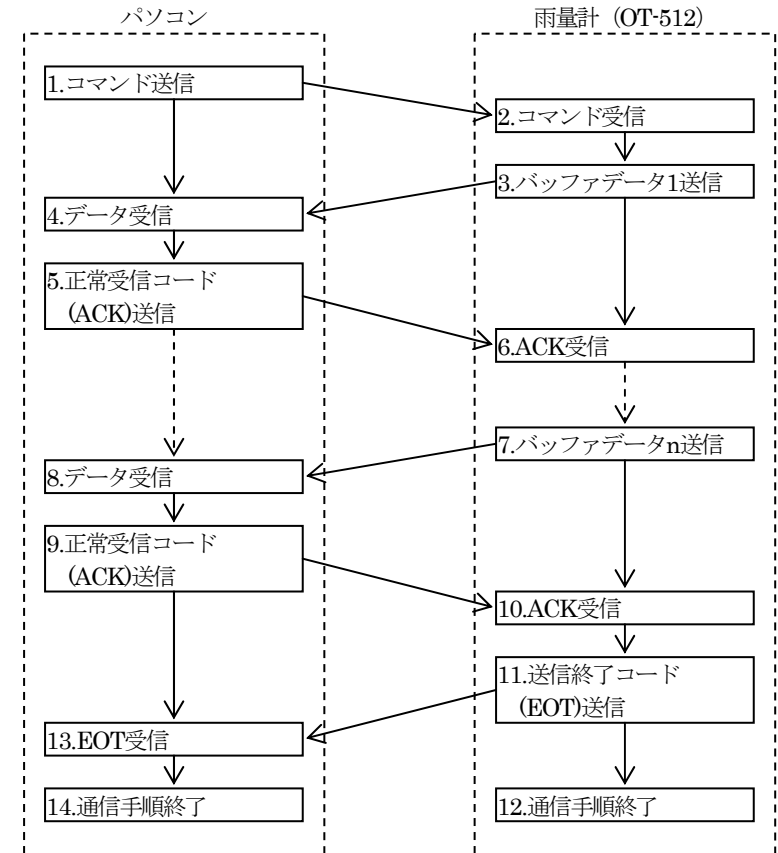 パソコン
雨量計 (OT-512)
1.コマンド送信
2.コマンド受信
3.バッファデータ1送信
4.データ受信
5.正常受信コード
(ACK)送信
6.ACK受信
7.バッファデータn送信
8.データ受信
9.正常受信コード
(ACK)送信
10.ACK受信
11.送信終了コード
(EOT)送信
13.EOT受信
14.通信手順終了
12.通信手順終了